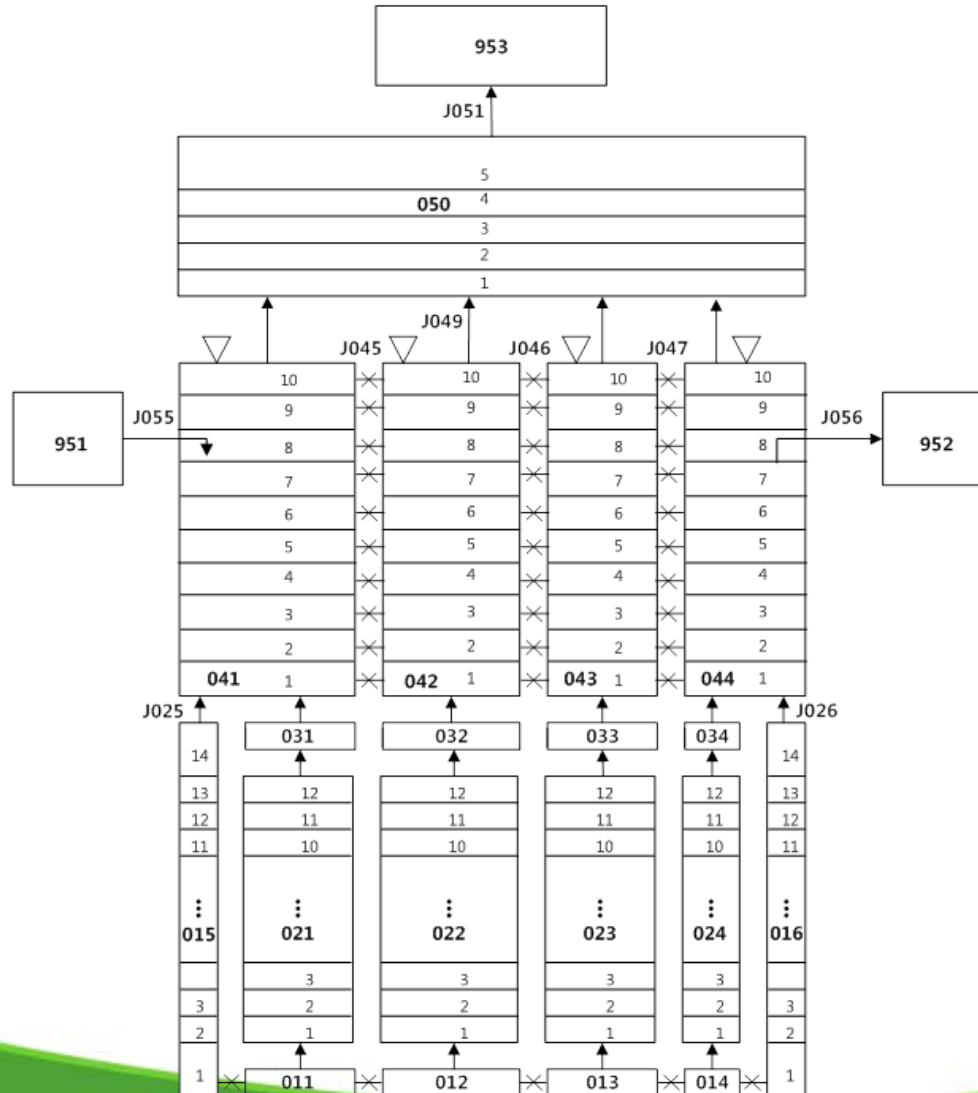 953
J051
5
050 4
3
2
1
J049
J045 J046 J047
10 10 10 10
9 9 9 9
J055 J056
951 8 8 8 8 952
7 7 7 7
6 6 6 6
5 5 5 5
4 4 4 4
3 3 3 3
2 2 2 2
041 1 042 1 043 1 044 1
J025 J026
031 032 033 034
14 14
13 12 12 12 12 13
12 11 11 11 11 12
11 10 10 10 10 11
⋮ ⋮ ⋮ ⋮ ⋮ ⋮
015 021 022 023 024 016
3 3 3 3
3 2 2 2 2 3
2 1 1 1 1 2
1 011 012 013 014 1